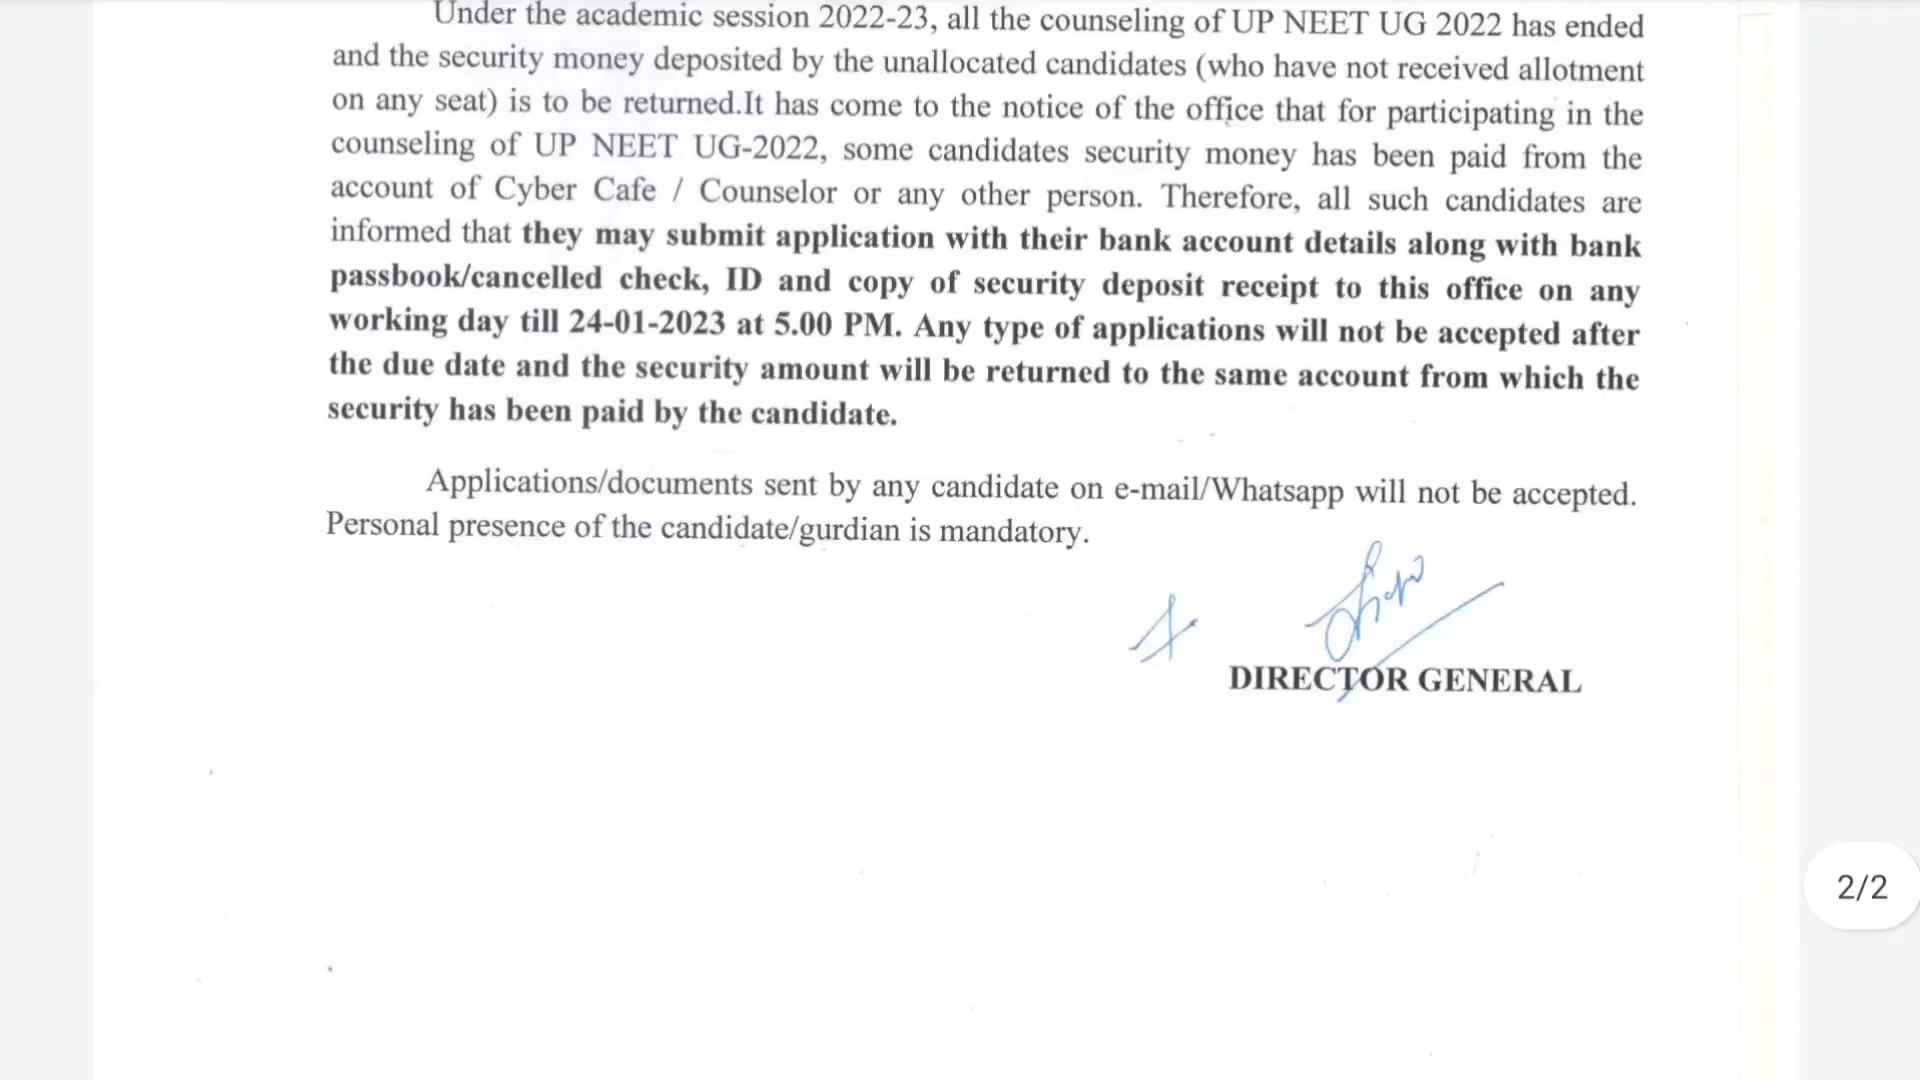 Under the academic session 2022-23, all the counseling of UP NEET UG 2022 has ended
and the security money deposited by the unallocated candidates (who have not received allotment
on any seat) is to be returned.It has come to the notice of the office that for participating in the
counseling of UP NEET UG-2022, some candidates security money has been paid from the
account of Cyber Cafe / Counselor or any other person. Therefore, all such candidates are
informed that they may submit application with their bank account details along with bank
passbook/cancelled check, ID and copy of security deposit receipt to this office on any
working day till 24-01-2023 at 5.00 PM. Any type of applications will not be accepted after
the due date and the security amount will be returned to the same account from which the
security has been paid by the candidate.
Applications/documents sent by any candidate on e-mail/Whatsapp will not be accepted.
Personal presence of the candidate/gurdian is mandatory.
DIRECTOR GENERAL
2/2